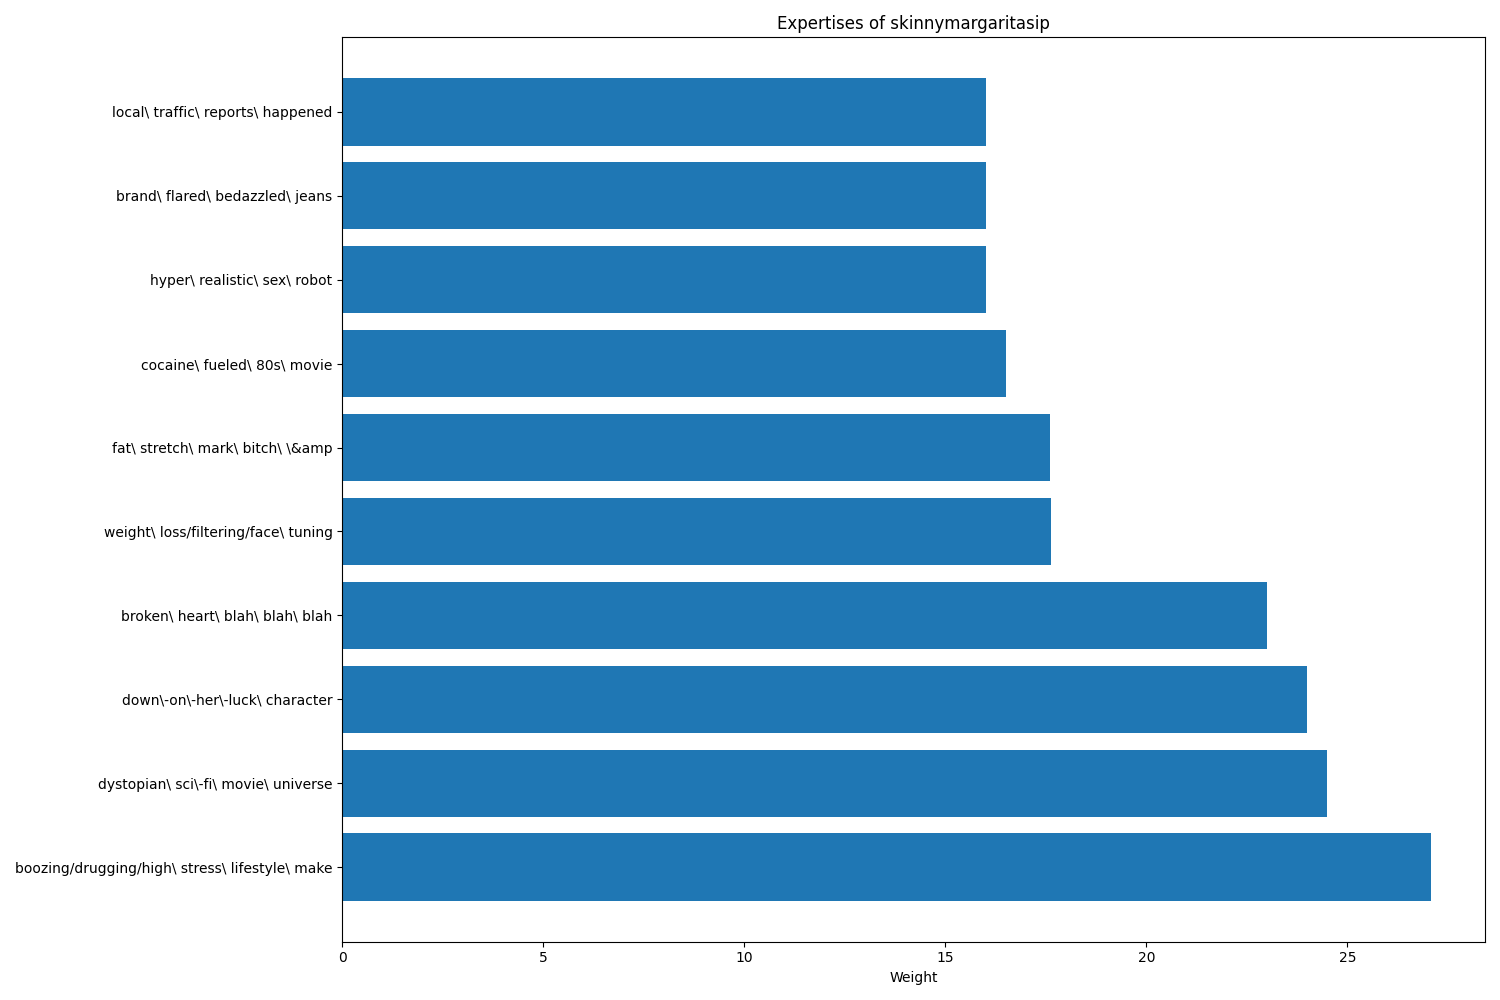 Expertises of skinnymargaritasip
local\ traffic\ reports\ happened
brand\ flared\ bedazzled\ jeans
hyper\ realistic\ sex\ robot
cocaine\ fueled\ 80s\ movie
fat\ stretch\ mark\ bitch\ \&amp
weight\ loss/filtering/face\ tuning
broken\ heart\ blah\ blah\ blah
down\-on\-her\-luck\ character
dystopian\ sci\-fi\ movie\ universe
boozing/drugging/high\ stress\ lifestyle\ make
0 5 10 15 20 25
Weight